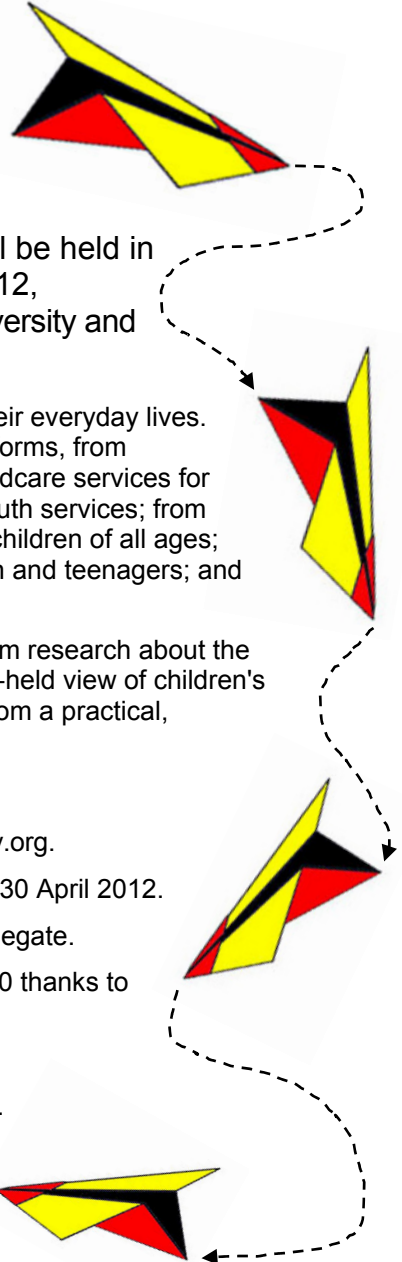 l be held in
12,
versity and
eir everyday lives.
orms, from
dcare services for
uth services; from
children of all ages;
n and teenagers; and
m research about the
-held view of children's
om a practical,
y.org.
30 April 2012.
legate.
0 thanks to
.